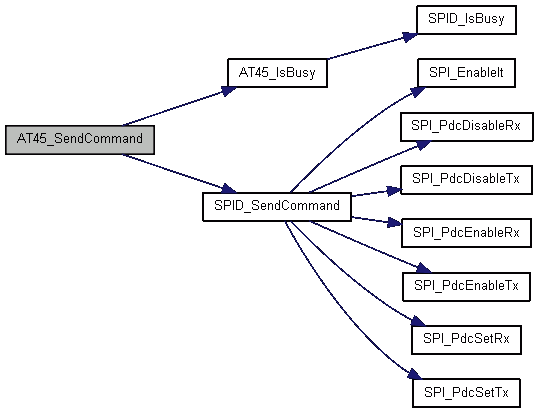 SPID_IsBusy
AT45_IsBusy
SPI_EnableIt
SPI_PdcDisableRx
AT45_SendCommand
SPI_PdcDisableTx
SPID_SendCommand
SPI_PdcEnableRx
SPI_PdcEnableTx
SPI_PdcSetRx
SPI_PdcSetTx